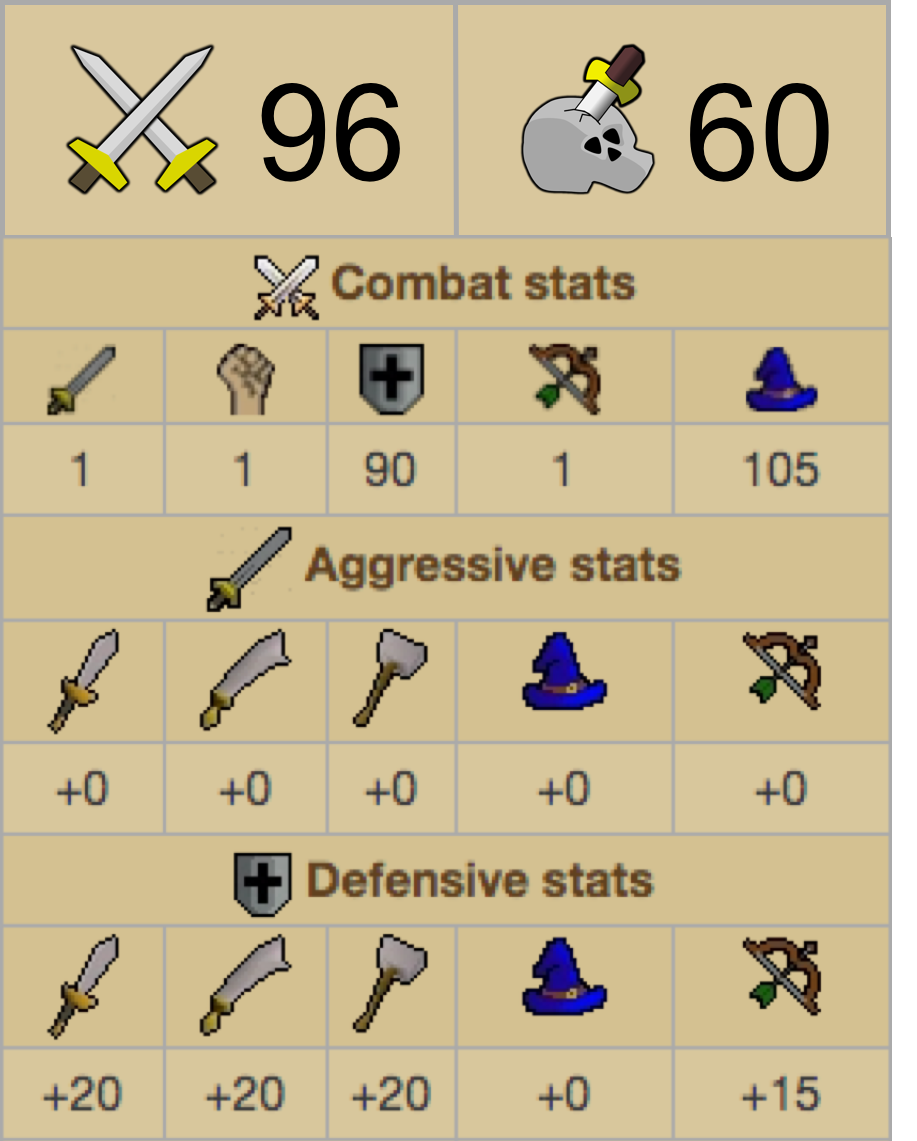 96 60
Combat stats
1 1 90 1 105
Aggressive stats
+0 +0 +0 +0 +0
Defensive stats
+20 +20 +20 +0 +15